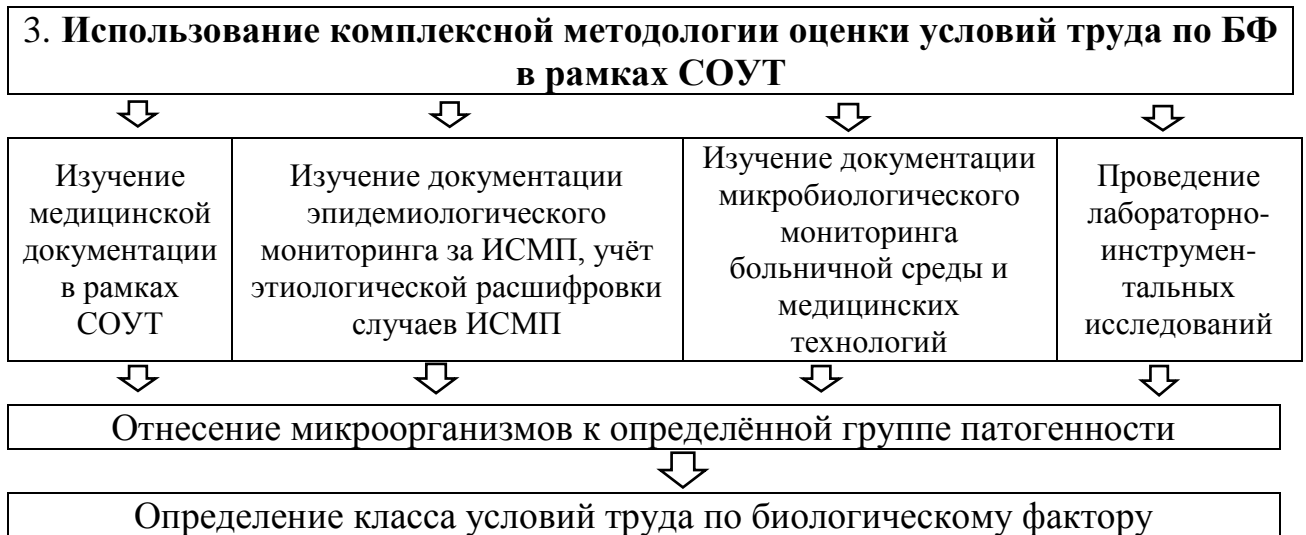 3. Использование комплексной методологии оценки условий труда по БФ
в рамках СОУТ
Изучение
медицинской
документации
в рамках
СОУТ
Изучение документации
эпидемиологического
мониторинга за ИСМП, учёт
этиологической расшифровки
случаев ИСМП
Изучение документации
микробиологического
мониторинга
больничной среды и
медицинских
технологий
Проведение
лабораторно-
инструмен-
тальных
исследований
Отнесение микроорганизмов к определённой группе патогенности
Определение класса условий труда по биологическому фактору